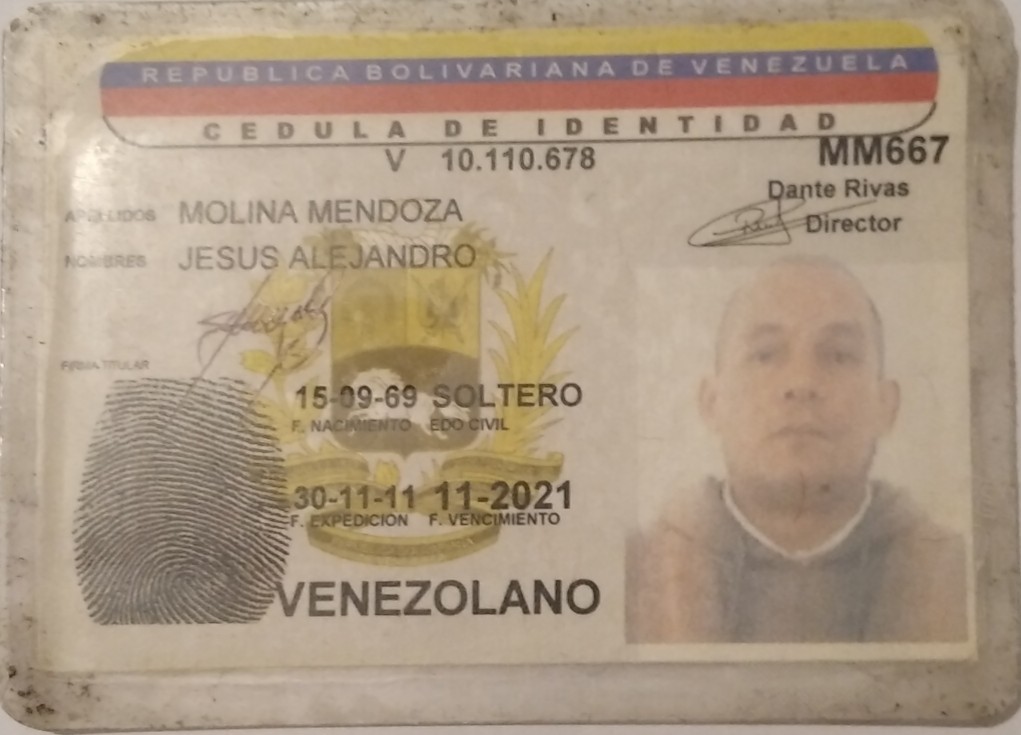 REPUBLICA BOLIVARIANA DE VENEZUELA
CEDULA DE IDENTIDAD
V 10.110.678
MM667
Dante Rivas
Director
APELLIDOS MOLINA MENDOZA
NOMBRES JESUS ALEJANDRO
FIRMA TITULAR
15-09-69 SOLTERO
F. NACIMIENTO EDO CIVIL
30-11-11 11-2021
F. EXPEDICION F. VENCIMIENTO
VENEZOLANO